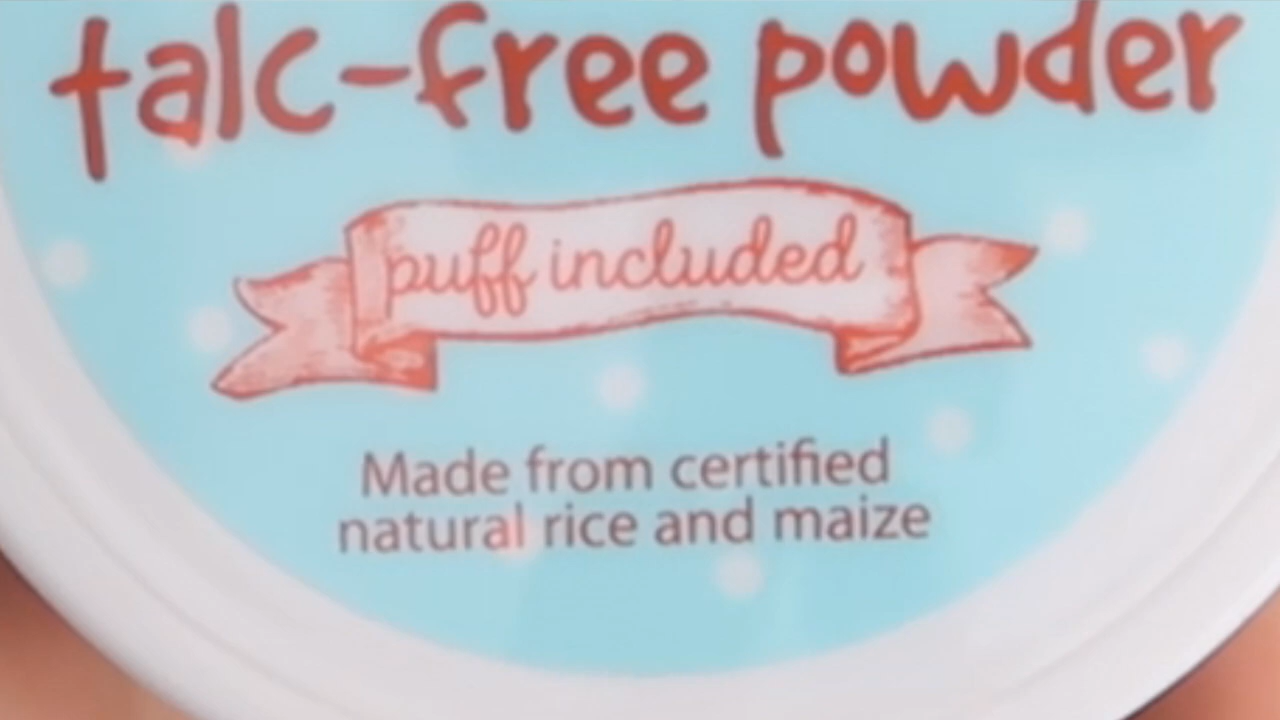 talc-free powder
puff included
Made from certified
natural rice and maize